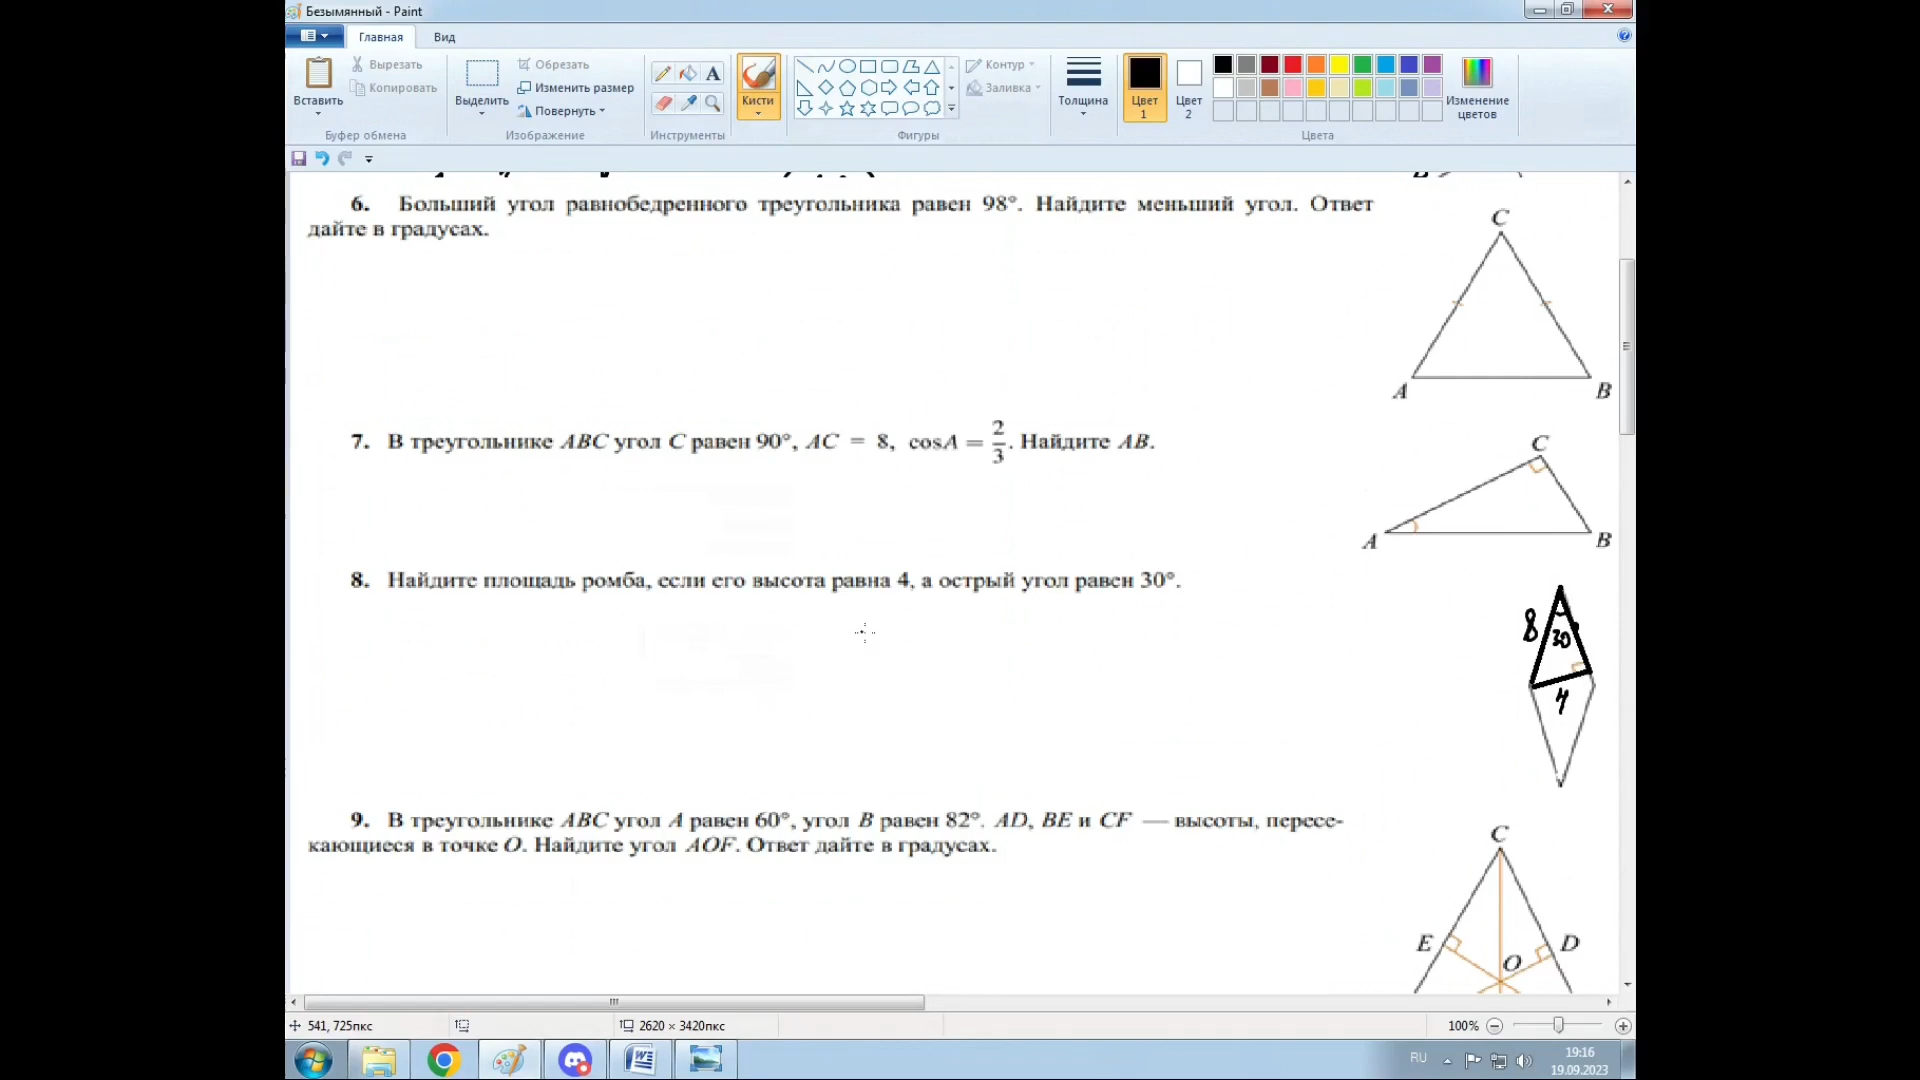 Безымянный - Paint
Главная
Вид
Вставить
Вырезать
Копировать
Буфер обмена
Выделить
Обрезать
Изменить размер
Повернуть
Изображение
A
Инструменты
Кисти
Контур
Заливка
Фигуры
Толщина
Цвет 1
Цвет 2
Изменение цветов
Цвета
6. Больший угол равнобедренного треугольника равен 98°. Найдите меньший угол. Ответ
дайте в градусах.
C
A
B
7. В треугольнике ABC угол C равен 90°, AC = 8, cosA = 2/3. Найдите AB.
C
A
B
8. Найдите площадь ромба, если его высота равна 4, а острый угол равен 30°.
8
30
4
9. В треугольнике ABC угол A равен 60°, угол B равен 82°. AD, BE и CF — высоты, пересе-
кающиеся в точке O. Найдите угол AOF. Ответ дайте в градусах.
C
E
D
O
541, 725пкс
2620 × 3420пкс
100%
RU
19:16
19.09.2023